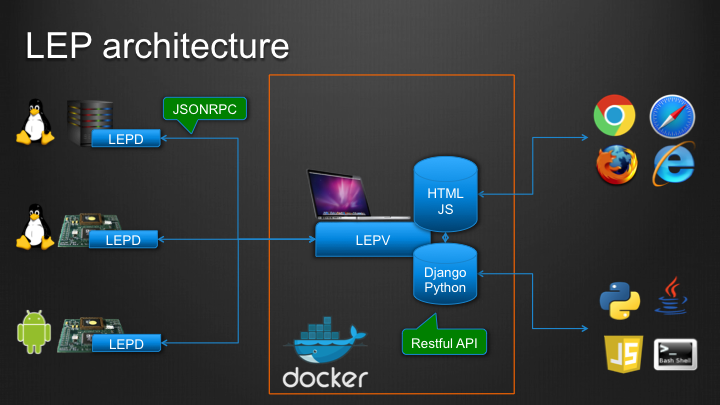 LEP architecture
JSONRPC
LEPD
HTML
JS
LEPD
LEPV
Django
Python
LEPD
Restful API
docker
JS
>_
Bash Shell